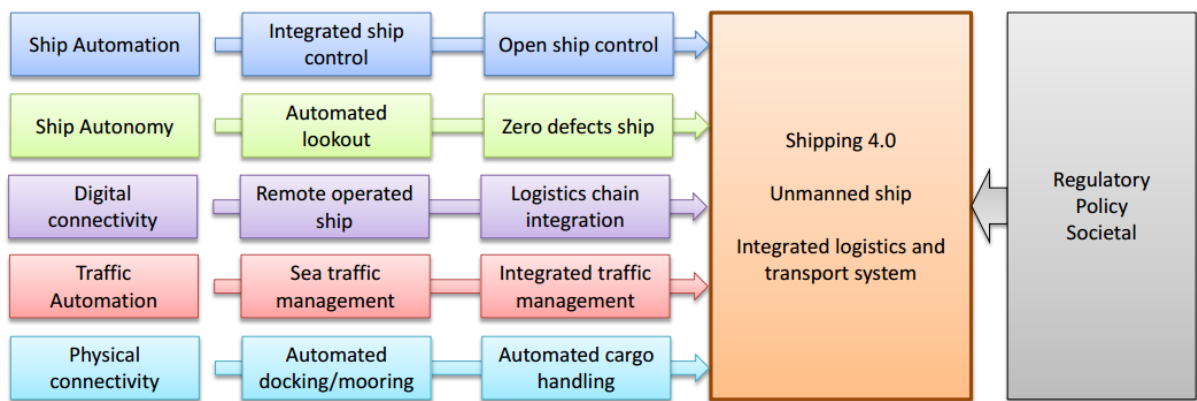 Ship Automation
Integrated ship
control
Open ship control
Ship Autonomy
Automated
lookout
Zero defects ship
Digital
connectivity
Remote operated
ship
Logistics chain
integration
Traffic
Automation
Sea traffic
management
Integrated traffic
management
Physical
connectivity
Automated
docking/mooring
Automated cargo
handling
Shipping 4.0
Unmanned ship
Integrated logistics and
transport system
Regulatory
Policy
Societal